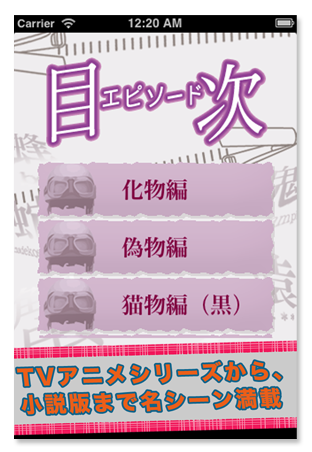 Carrier 12:20 AM
目エピソード次
化物編
偽物編
猫物編（黒）
TVアニメシリーズから、
小説版まで名シーン満載